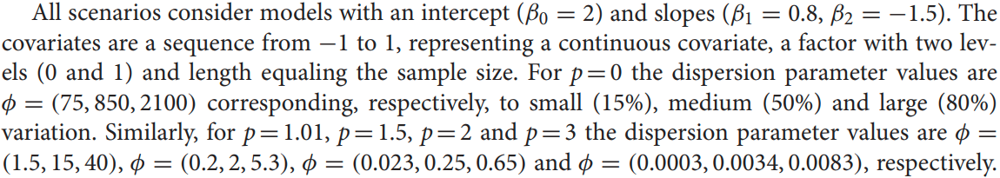 All scenarios consider models with an intercept (β0 = 2) and slopes (β1 = 0.8, β2 = −1.5). The
covariates are a sequence from −1 to 1, representing a continuous covariate, a factor with two lev-
els (0 and 1) and length equaling the sample size. For p = 0 the dispersion parameter values are
ϕ = (75, 850, 2100) corresponding, respectively, to small (15%), medium (50%) and large (80%)
variation. Similarly, for p = 1.01, p = 1.5, p = 2 and p = 3 the dispersion parameter values are ϕ =
(1.5, 15, 40), ϕ = (0.2, 2, 5.3), ϕ = (0.023, 0.25, 0.65) and ϕ = (0.0003, 0.0034, 0.0083), respectively.